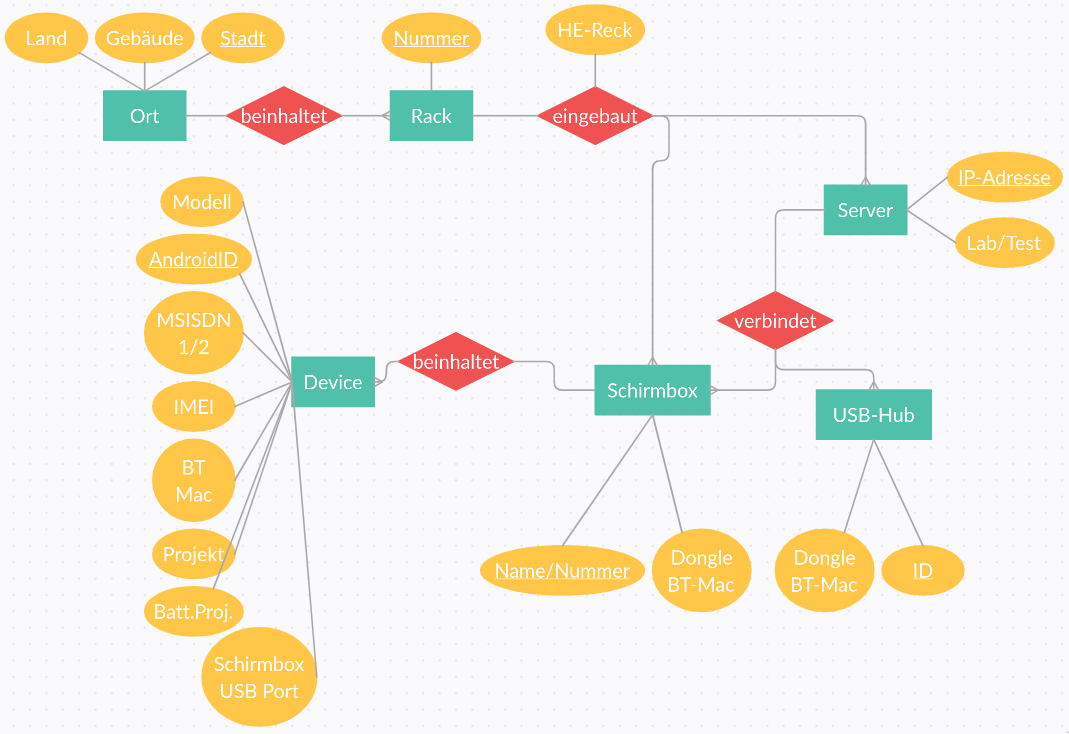 Land
Gebäude
Stadt
Nummer
HE-Reck
Ort
beinhaltet
Rack
eingebaut
IP-Adresse
Server
Lab/Test
Modell
AndroidID
MSISDN
1/2
verbindet
beinhaltet
Device
Schirmbox
IMEI
USB-Hub
BT
Mac
Projekt
Name/Nummer
Dongle
BT-Mac
Dongle
BT-Mac
ID
Batt.Proj.
Schirmbox
USB Port